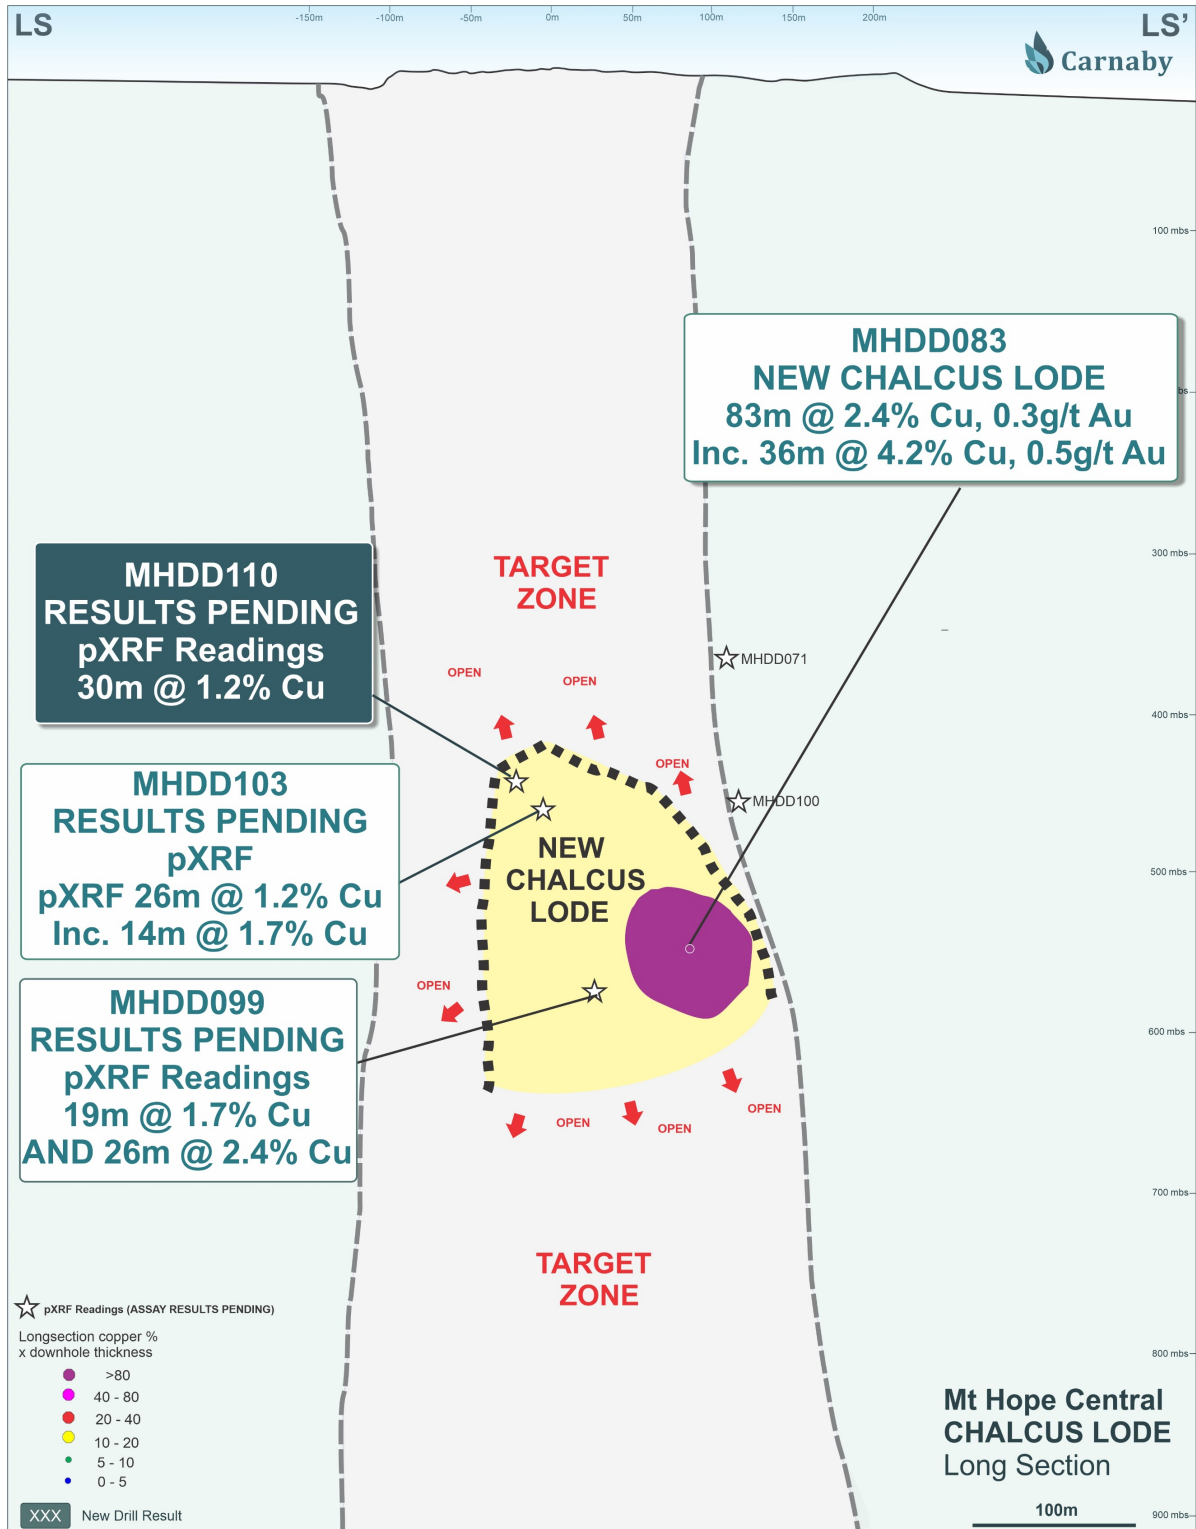 LS
-150m
-100m
-50m
0m
50m
100m
150m
200m
LS’
Carnaby
100 mbs
MHDD083
NEW CHALCUS LODE
83m @ 2.4% Cu, 0.3g/t Au
Inc. 36m @ 4.2% Cu, 0.5g/t Au
bs
300 mbs
TARGET
ZONE
MHDD110
RESULTS PENDING
pXRF Readings
30m @ 1.2% Cu
MHDD071
OPEN
OPEN
400 mbs
OPEN
MHDD103
RESULTS PENDING
pXRF
pXRF 26m @ 1.2% Cu
Inc. 14m @ 1.7% Cu
MHDD100
NEW
CHALCUS
LODE
500 mbs
OPEN
MHDD099
RESULTS PENDING
pXRF Readings
19m @ 1.7% Cu
AND 26m @ 2.4% Cu
600 mbs
OPEN
OPEN
OPEN
700 mbs
TARGET
ZONE
pXRF Readings (ASSAY RESULTS PENDING)
Longsection copper %
x downhole thickness
>80
40 - 80
20 - 40
10 - 20
5 - 10
0 - 5
XXX New Drill Result
800 mbs
Mt Hope Central
CHALCUS LODE
Long Section
100m
900 mbs